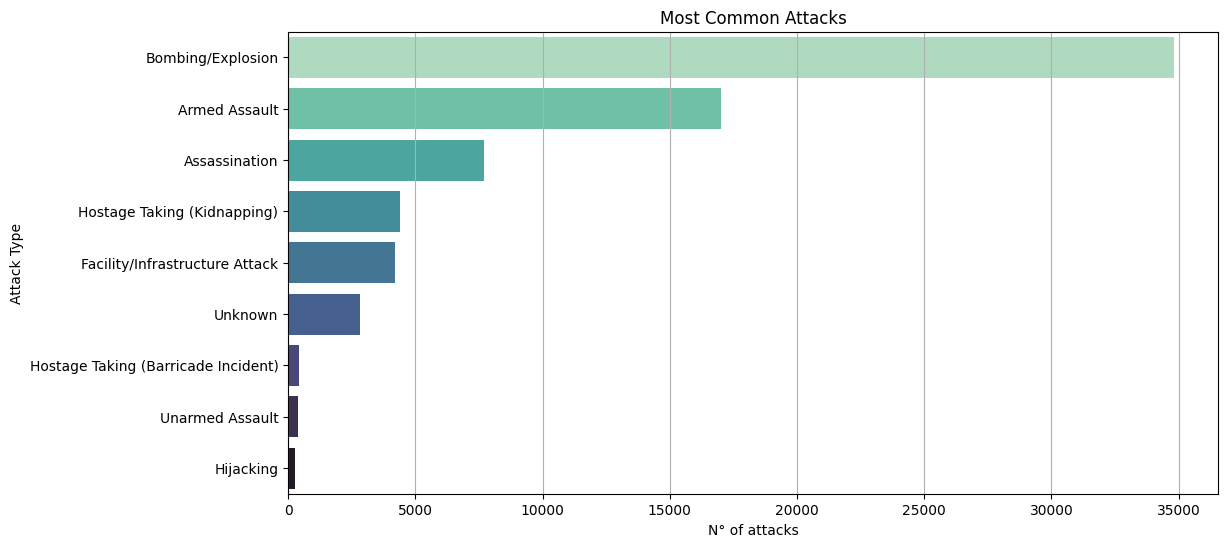 Most Common Attacks
Attack Type
Bombing/Explosion
Armed Assault
Assassination
Hostage Taking (Kidnapping)
Facility/Infrastructure Attack
Unknown
Hostage Taking (Barricade Incident)
Unarmed Assault
Hijacking
0 5000 10000 15000 20000 25000 30000 35000
N° of attacks